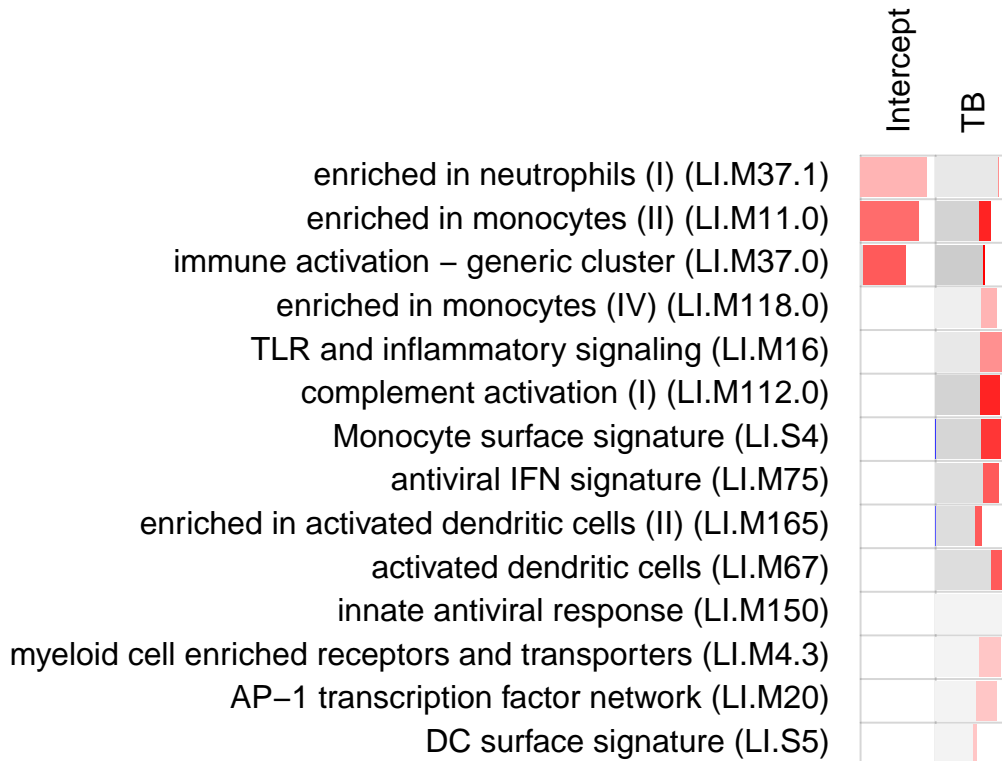 Intercept
TB
enriched in neutrophils (I) (LI.M37.1)
enriched in monocytes (II) (LI.M11.0)
immune activation − generic cluster (LI.M37.0)
enriched in monocytes (IV) (LI.M118.0)
TLR and inflammatory signaling (LI.M16)
complement activation (I) (LI.M112.0)
Monocyte surface signature (LI.S4)
antiviral IFN signature (LI.M75)
enriched in activated dendritic cells (II) (LI.M165)
activated dendritic cells (LI.M67)
innate antiviral response (LI.M150)
myeloid cell enriched receptors and transporters (LI.M4.3)
AP−1 transcription factor network (LI.M20)
DC surface signature (LI.S5)